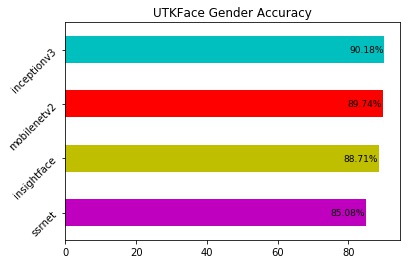 UTKFace Gender Accuracy
inceptionv3 90.18%
mobilenetv2 89.74%
insightface 88.71%
ssrnet 85.08%
0 20 40 60 80